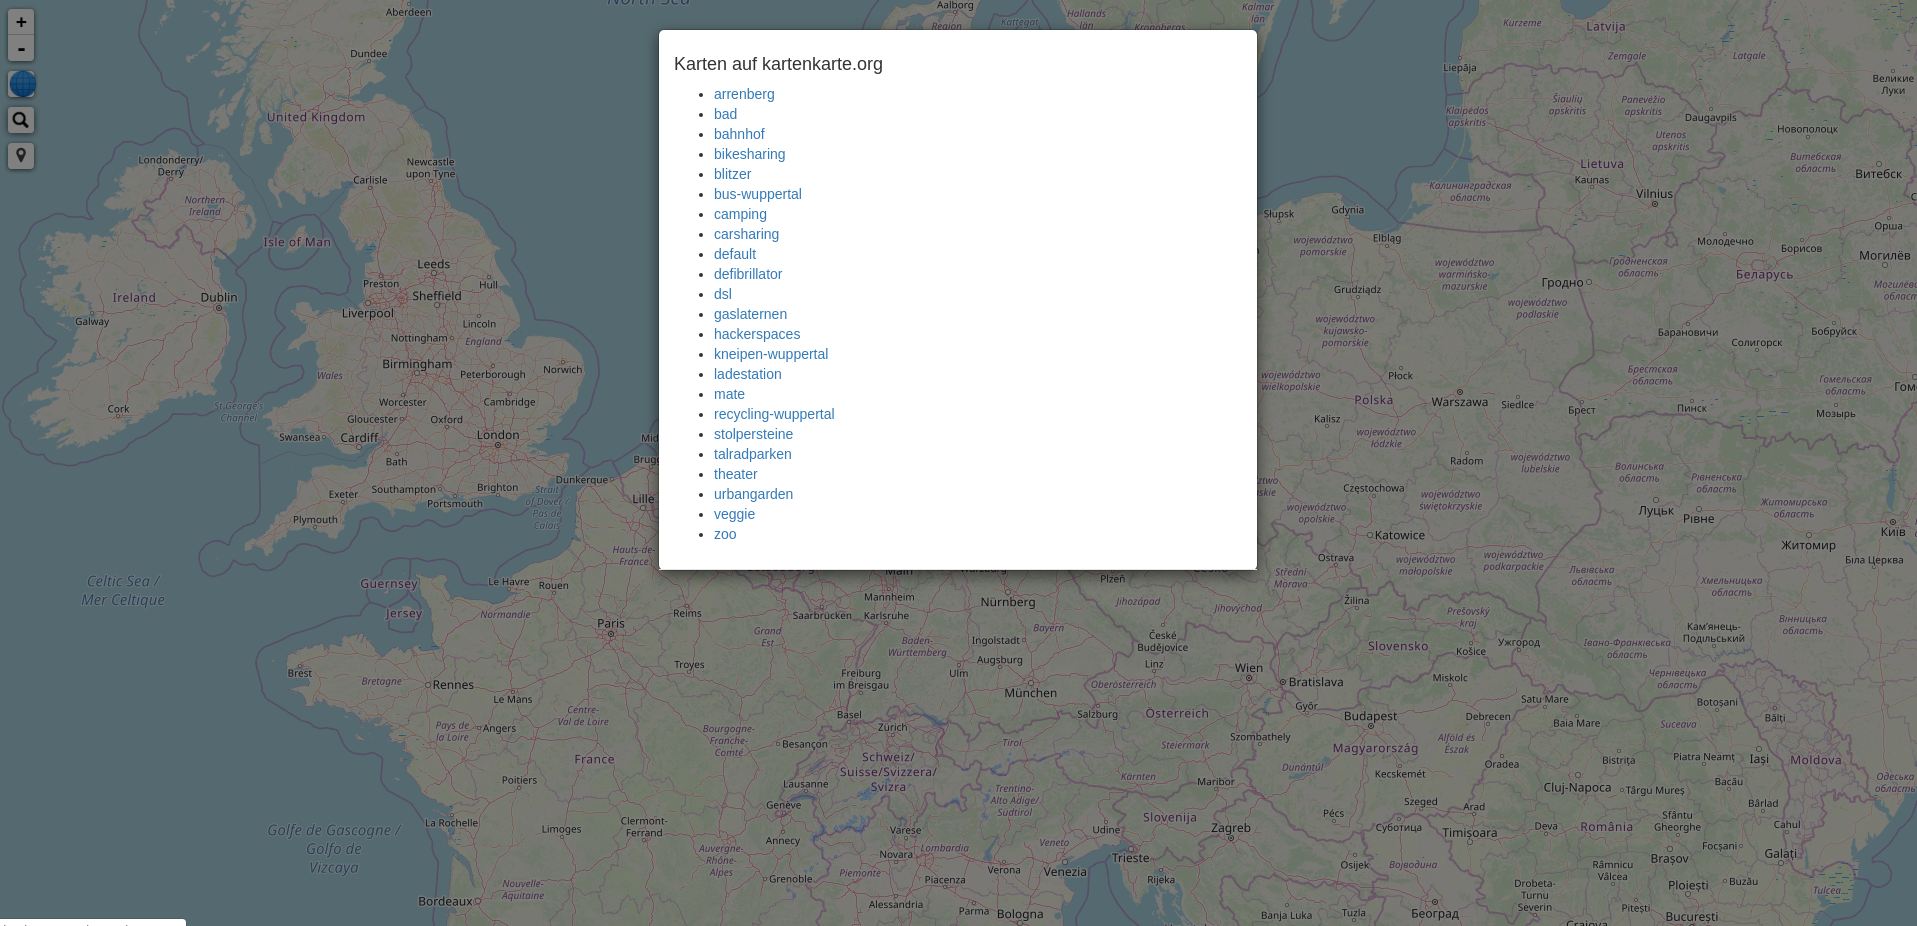 +
-
Karten auf kartenkarte.org
arrenberg
bad
bahnhof
bikesharing
blitzer
bus-wuppertal
camping
carsharing
default
defibrillator
dsl
gaslaternen
hackerspaces
kneipen-wuppertal
ladestation
mate
recycling-wuppertal
stolpersteine
talradparken
theater
urbangarden
veggie
zoo
North Sea
Aberdeen
Dundee
United Kingdom
Londonderry/
Derry
Newcastle
upon Tyne
Carlisle
Northern
Ireland
Isle of Man
Leeds
Preston
Hull
Sheffield
Ireland
Dublin
Liverpool
Galway
Lincoln
Nottingham
England
Birmingham
Peterborough
Norwich
Wales
Worcester
Cambridge
Cork
St George's
Channel
Gloucester
Oxford
Swansea
Cardiff
London
Bath
Dunkerque
Exeter
Southampton
Brighton
Strait
of Dover /
Pas de
Calais
Portsmouth
Lille
Plymouth
Hauts-de-
France
Celtic Sea /
Mer Celtique
Guernsey
Le Havre
Rouen
Jersey
Normandie
Reims
Paris
Grand
Est
Brest
Bretagne
Rennes
Troyes
Le Mans
Pays de
la Loire
Angers
Centre-
Val de Loire
Bourgogne-
Franche-
Comté
Besançon
France
Poitiers
Lausanne
Genève
La Rochelle
Limoges
Clermont-
Ferrand
Golfe de Gascogne /
Golfo de
Vizcaya
Annecy
Auvergne-
Rhône-
Alpes
Grenoble
Nouvelle-
Aquitaine
Bordeaux
Aalborg
Kattegat
Hallands
län
Kronobergs
Kalmar
län
Kurzeme
Latvija
Zemgale
Latgale
Liepāja
Великие
Луки
Šiaulių
apskritis
Panevėžio
apskritis
Klaipėdos
apskritis
Daugavpils
Новополоцк
Utenos
apskritis
Lietuva
Витебская
область
Kaunas
Витебск
Калининградская
область
Vilnius
Słupsk
Gdynia
Elbląg
Орша
województwo
pomorskie
Молодечно
Борисов
Могилев
województwo
warmińsko-
mazurskie
Гродненская
область
Беларусь
Гродно
Grudziądz
województwo
podlaskie
województwo
kujawsko-
pomorskie
Барановичи
Бобруйск
Солигорск
Брестская
область
Płock
województwo
wielkopolskie
Гомельская
область
Polska
Warszawa
Siedlce
Брест
Пинск
Мозырь
Kalisz
województwo
łódzkie
Radom
województwo
lubelskie
Волинська
область
Рівненська
область
Częstochowa
województwo
opolskie
województwo
świętokrzyskie
Житомирська
область
Луцьк
Рівне
Київ
Katowice
Житомир
Біла Церква
Ostrava
województwo
małopolskie
województwo
podkarpackie
Львівська
область
Střední
Morava
Хмельницька
область
Plzeň
Mannheim
Nürnberg
Jihozápad
Jihovýchod
Žilina
Prešovský
kraj
Saarbrücken
Karlsruhe
Кам’янець-
Подільський
Вінницька
область
České
Budějovice
Baden-
Württemberg
Ingolstadt
Bayern
Slovensko
Košice
Ужгород
Івано-Франківська
область
Augsburg
Linz
Wien
Чернівецька
область
Freiburg
im Breisgau
Ulm
München
Oberösterreich
Bratislava
Miskolc
Satu Mare
Botoșani
Basel
Zürich
Salzburg
Österreich
Győr
Budapest
Debrecen
Baia Mare
Suceava
Bălți
Szombathely
Tirol
Steiermark
Magyarország
Alföld és
Észak
Oradea
Bistrița
Piatra Neamț
Iași
Moldova
Schweiz/
Suisse/Svizzera/
Svizra
Kärnten
Maribor
Dunántúl
Kecskemét
Cluj-Napoca
Târgu Mureș
Bacău
Trentino-
Alto Adige/
Südtirol
Slovenija
Pécs
Szeged
Arad
Bârlad
Varese
Udine
Zagreb
Суботица
Timișoara
Deva
România
Sfântu
Gheorghe
Cahul
Novara
Lombardia
Veneto
Trieste
Focșani
Galați
Piemonte
Piacenza
Verona
Venezia
Rijeka
Osijek
Војводина
Râmnicu
Vâlcea
Brașov
Buzău
Ploiești
Tulcea
Alessandria
Parma
Bologna
Banja Luka
Tuzla
Београд
Drobeta-
Turnu
Severin
Pitești
București
Craiova